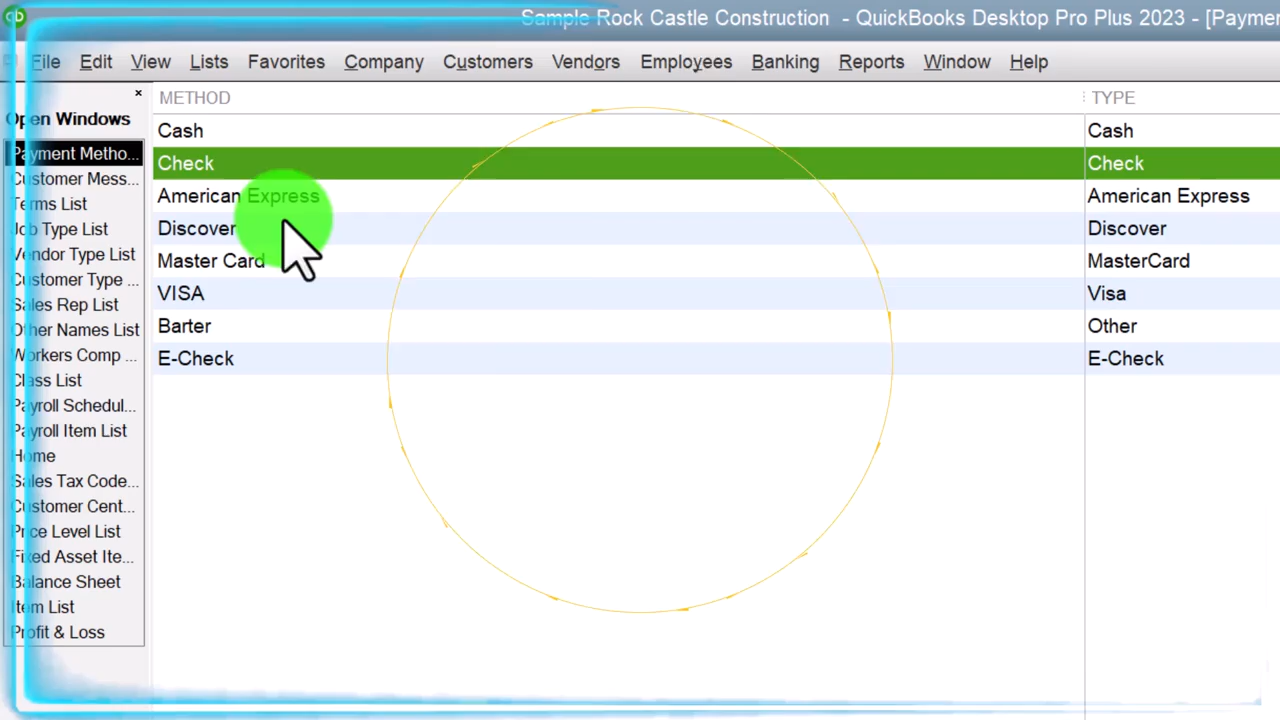 qb Sample Rock Castle Construction - QuickBooks Desktop Pro Plus 2023 - [Paymen
File Edit View Lists Favorites Company Customers Vendors Employees Banking Reports Window Help
×
Open Windows
Payment Metho...
Customer Mess...
Terms List
Job Type List
Vendor Type List
Customer Type ...
Sales Rep List
Other Names List
Workers Comp ...
Class List
Payroll Schedul...
Payroll Item List
Home
Sales Tax Code...
Customer Cent...
Price Level List
Fixed Asset Ite...
Balance Sheet
Item List
Profit & Loss
METHOD TYPE
Cash Cash
Check Check
American Express American Express
Discover Discover
Master Card MasterCard
VISA Visa
Barter Other
E-Check E-Check